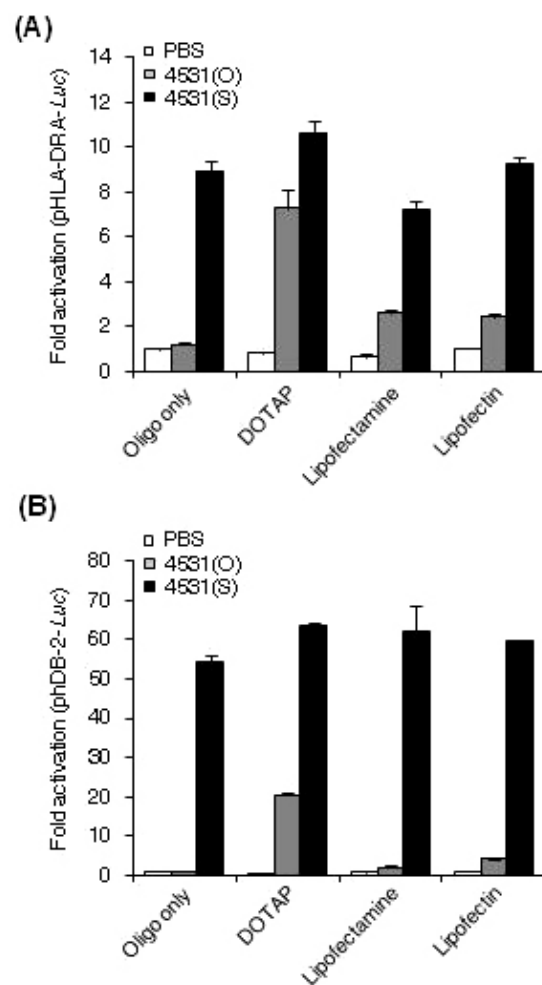 (A)
PBS
4531(O)
4531(S)
Fold activation (pHLA-DRA-Luc)
14
12
10
8
6
4
2
0
Oligo only
DOTAP
Lipofectamine
Lipofectin
(B)
PBS
4531(O)
4531(S)
Fold activation (phDB-2-Luc)
80
70
60
50
40
30
20
10
0
Oligo only
DOTAP
Lipofectamine
Lipofectin